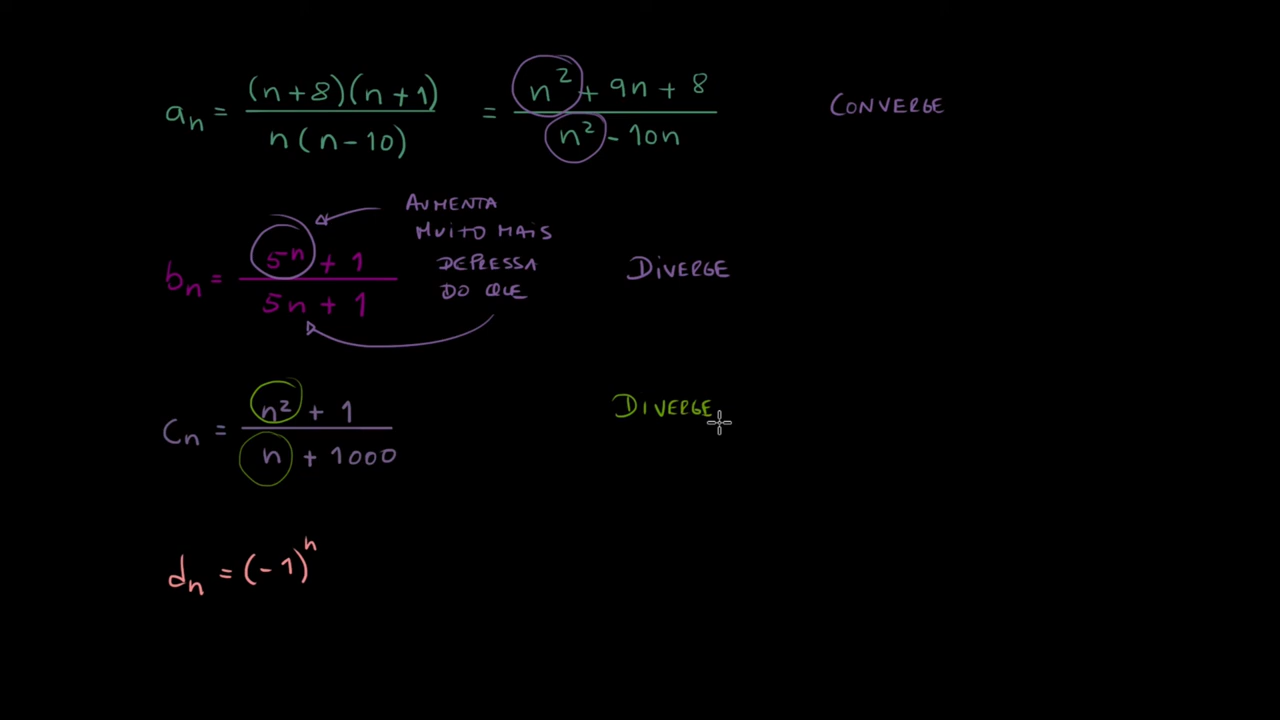 aₙ = (n+8)(n+1) / n(n-10) = n² + 9n + 8 / n² - 10n CONVERGE
bₙ = 5ⁿ + 1 / 5n + 1
AUMENTA
MUITO MAIS
DEPRESSA
DO QUE
DIVERGE
cₙ = n² + 1 / n + 1000 DIVERGE
dₙ = (-1)ⁿ